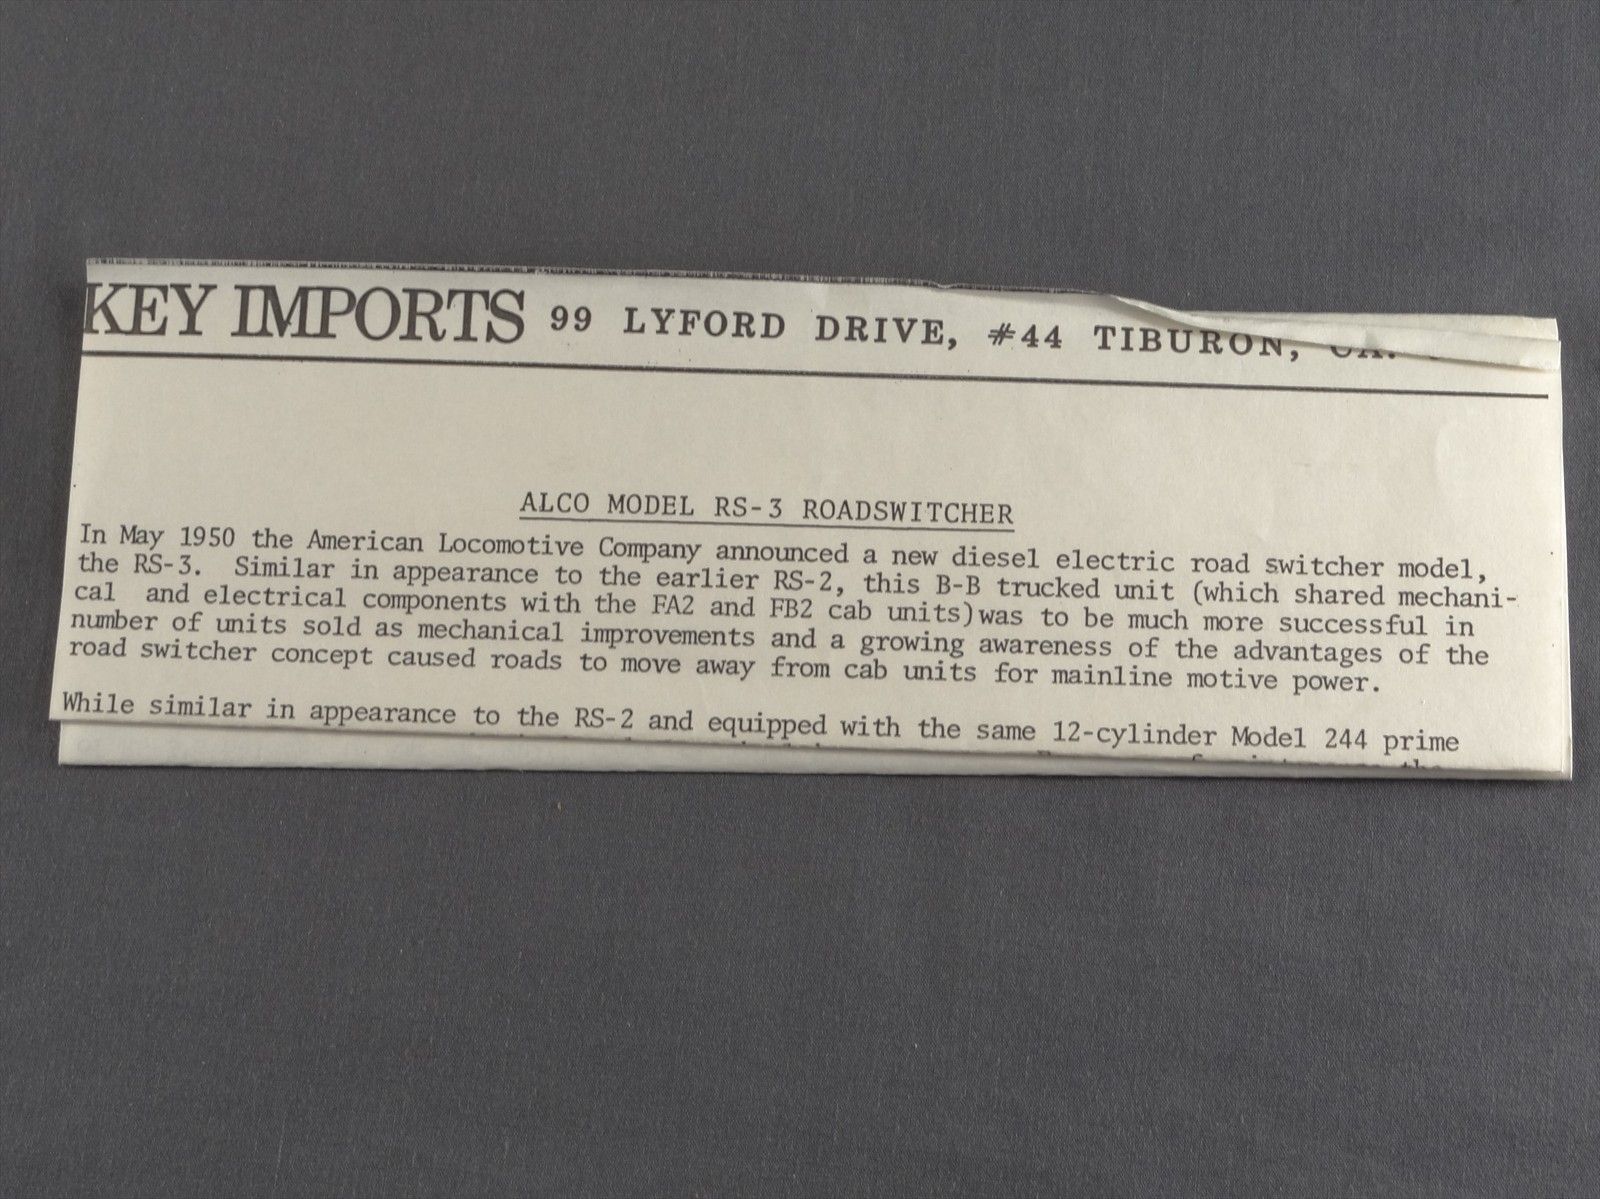 KEY IMPORTS 99 LYFORD DRIVE, #44 TIBURON, CA.
ALCO MODEL RS-3 ROADSWITCHER
In May 1950 the American Locomotive Company announced a new diesel electric road switcher model,
the RS-3. Similar in appearance to the earlier RS-2, this B-B trucked unit (which shared mechani-
cal and electrical components with the FA2 and FB2 cab units)was to be much more successful in
number of units sold as mechanical improvements and a growing awareness of the advantages of the
road switcher concept caused roads to move away from cab units for mainline motive power.
While similar in appearance to the RS-2 and equipped with the same 12-cylinder Model 244 prime
the